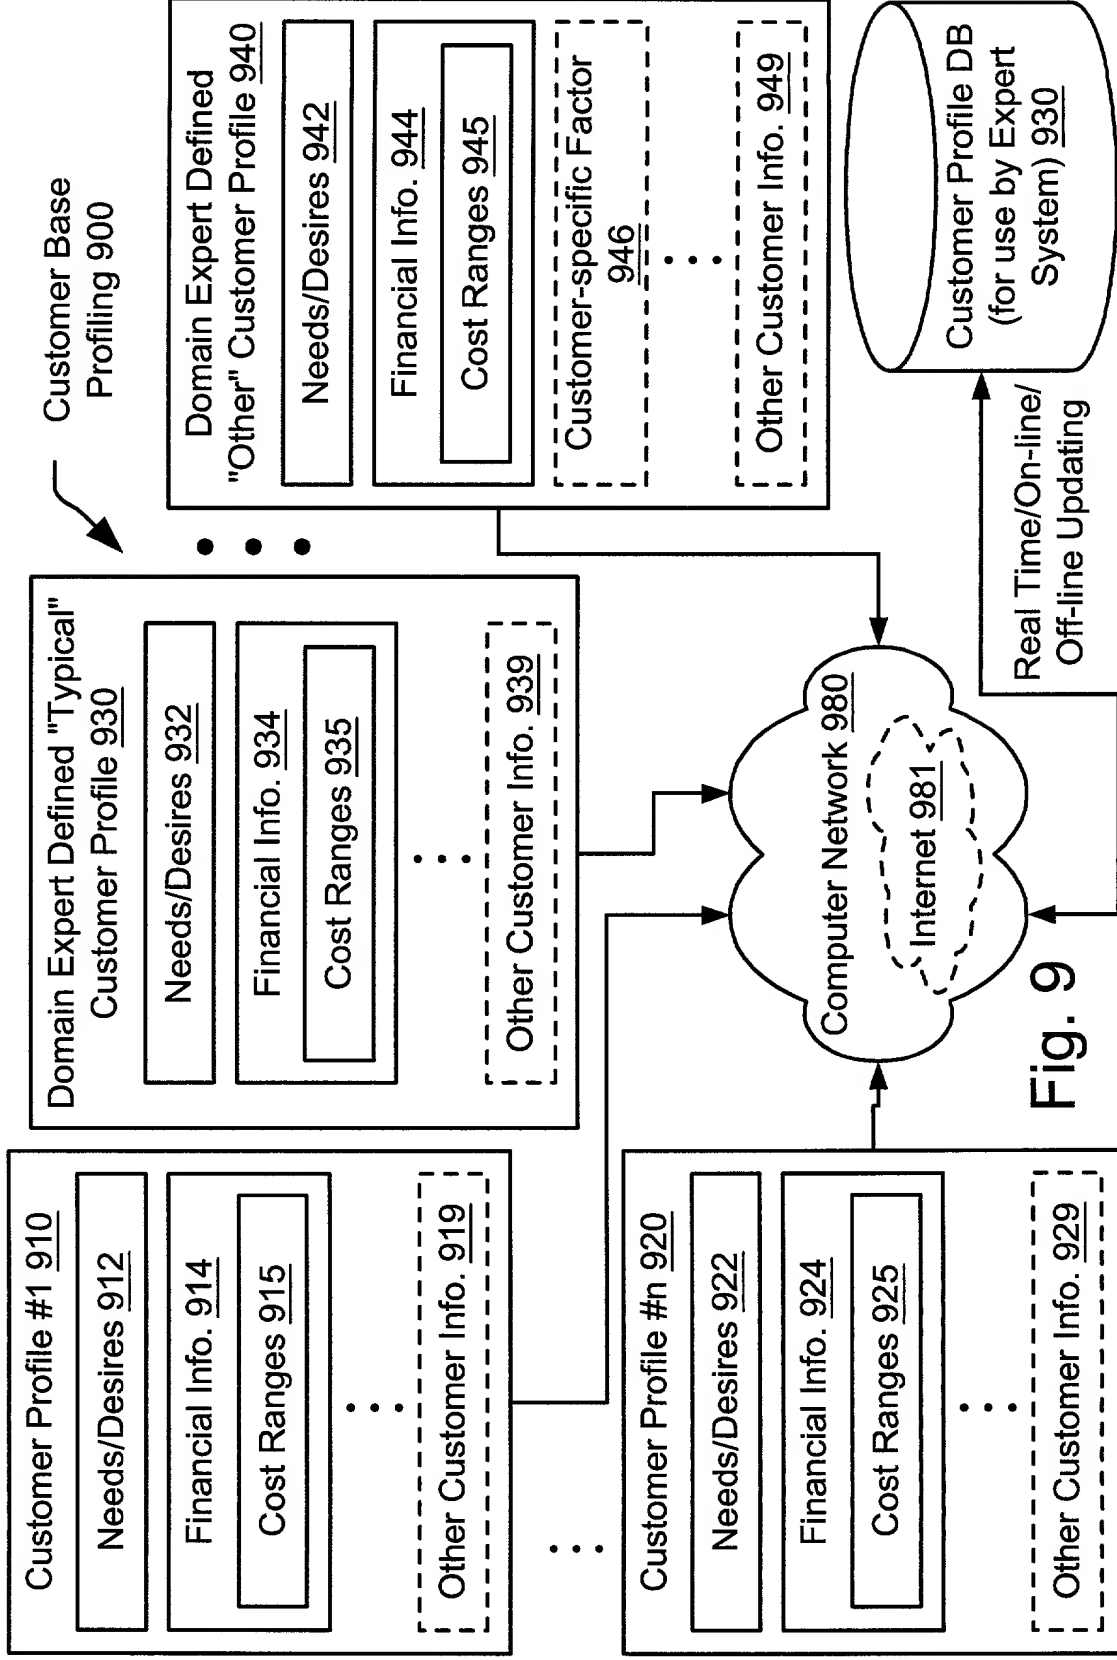 Customer Base
Profiling 900
Customer Profile #1 910
Needs/Desires 912
Financial Info. 914
Cost Ranges 915
Other Customer Info. 919
Customer Profile #n 920
Needs/Desires 922
Financial Info. 924
Cost Ranges 925
Other Customer Info. 929
Domain Expert Defined "Typical"
Customer Profile 930
Needs/Desires 932
Financial Info. 934
Cost Ranges 935
Other Customer Info. 939
Domain Expert Defined
"Other" Customer Profile 940
Needs/Desires 942
Financial Info. 944
Cost Ranges 945
Customer-specific Factor
946
Other Customer Info. 949
Computer Network 980
Internet 981
Real Time/On-line/
Off-line Updating
Customer Profile DB
(for use by Expert
System) 930
Fig. 9